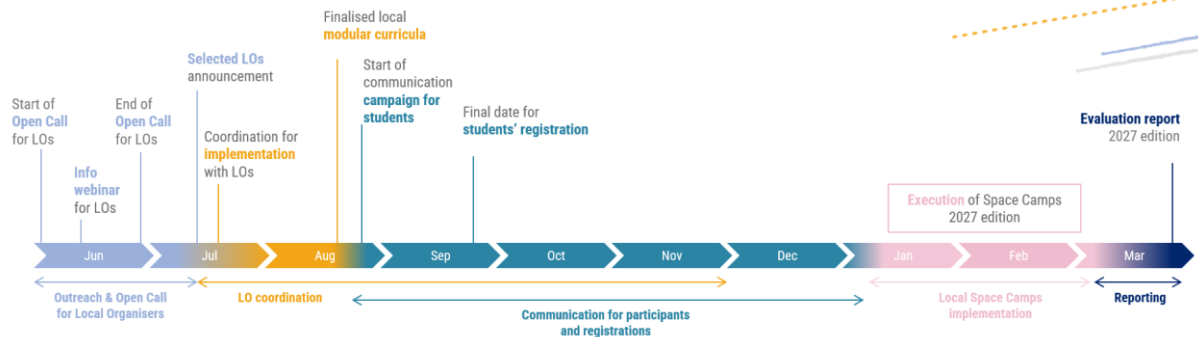 Finalised local
modular curricula
Selected LOs
announcement
Start of
communication
campaign for
students
Start of
Open Call
for LOs
End of
Open Call
for LOs
Final date for
students' registration
Evaluation report
2027 edition
Coordination for
implementation
with LOs
Info
webinar
for LOs
Execution of Space Camps
2027 edition
Jun
Jul
Aug
Sep
Oct
Nov
Dec
Jan
Feb
Mar
Outreach & Open Call
for Local Organisers
LO coordination
Communication for participants
and registrations
Local Space Camps
implementation
Reporting